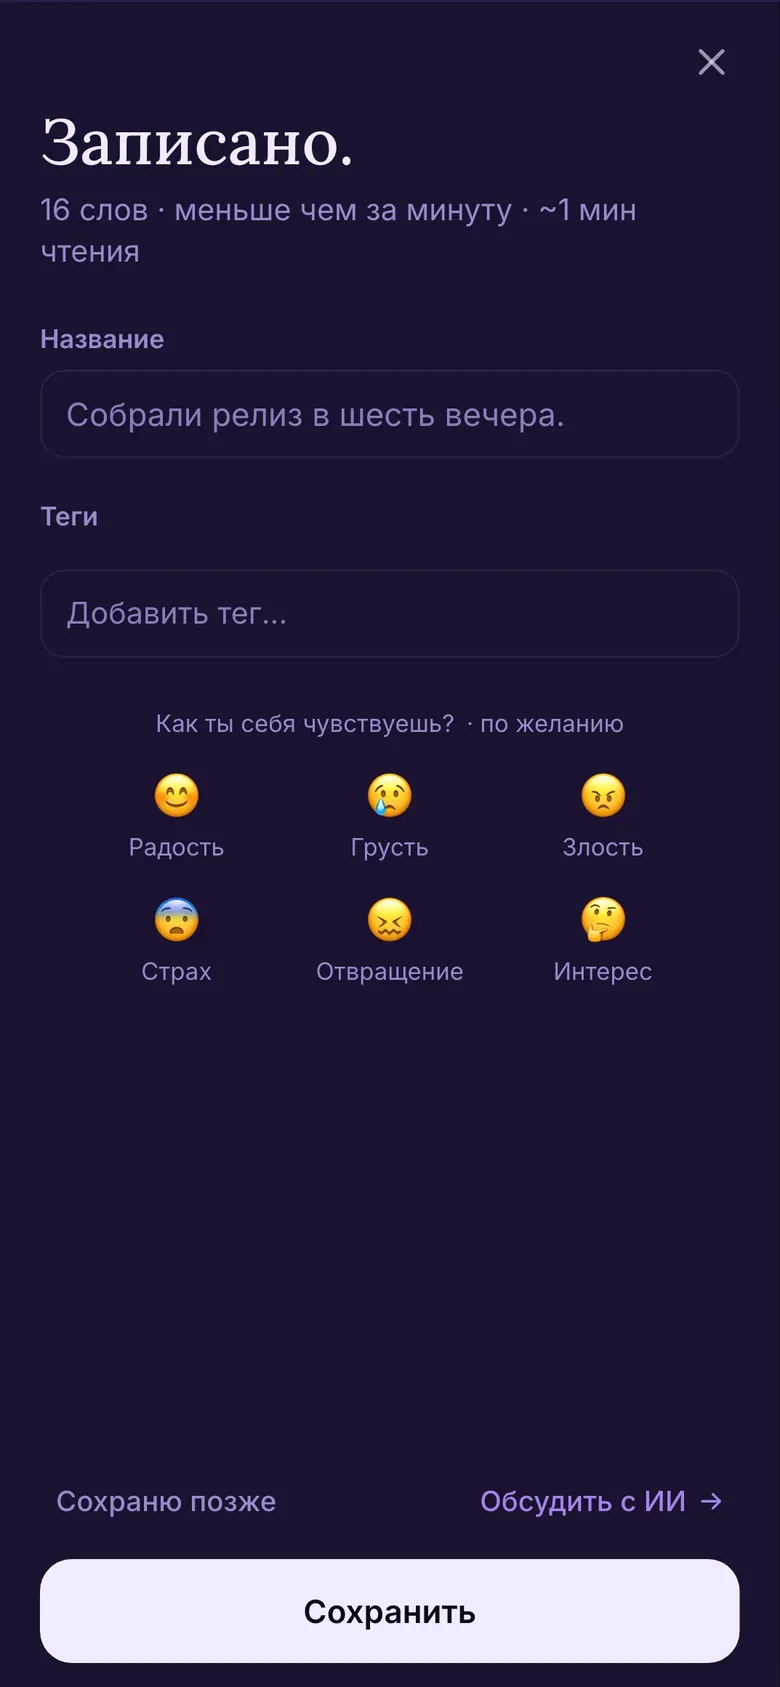 Записано.
16 слов · меньше чем за минуту · ~1 мин
чтения
Название
Собрали релиз в шесть вечера.
Теги
Добавить тег...
Как ты себя чувствуешь? · по желанию
Радость Грусть Злость
Страх Отвращение Интерес
Сохраню позже Обсудить с ИИ →
Сохранить